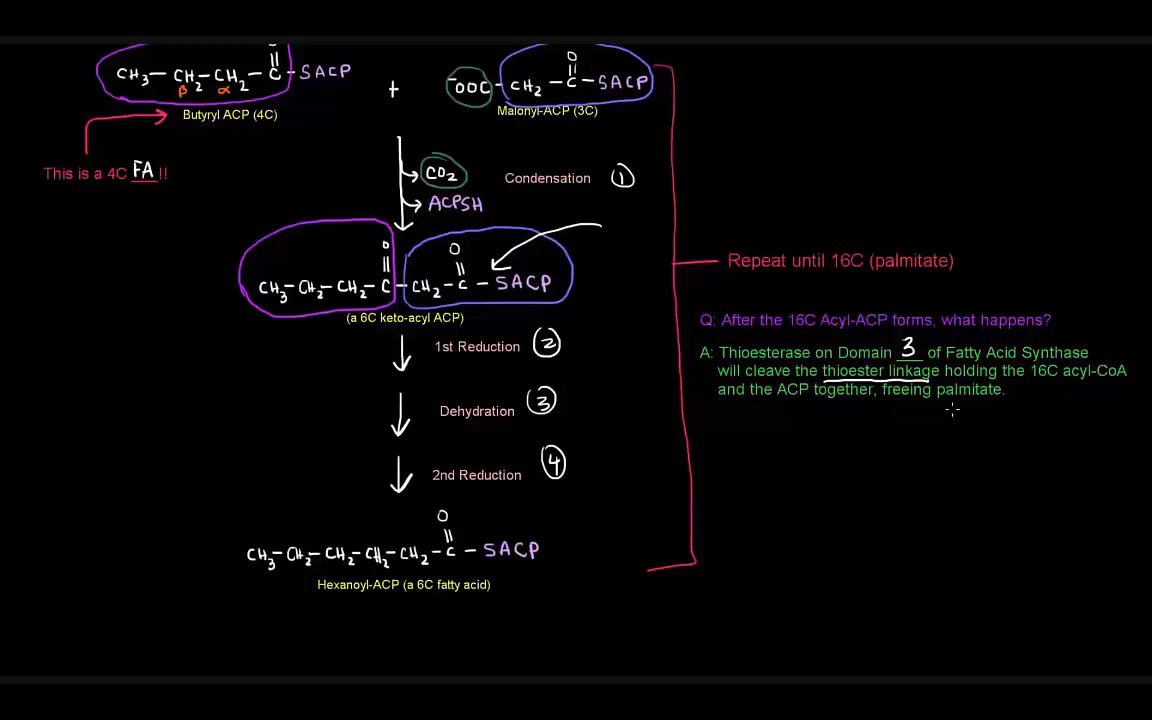 O
CH3 — CH2 — CH2 — C — SACP
β α
+
-OOC — CH2 — C — SACP
O
Butyryl ACP (4C)
Malonyl-ACP (3C)
This is a 4C FA !!
CO2
Condensation 1
ACPSH
O O
CH3 — CH2 — CH2 — C — CH2 — C — SACP
(a 6C keto-acyl ACP)
1st Reduction 2
Dehydration 3
2nd Reduction 4
O
CH3 — CH2 — CH2 — CH2 — CH2 — C — SACP
Hexanoyl-ACP (a 6C fatty acid)
Repeat until 16C (palmitate)
Q: After the 16C Acyl-ACP forms, what happens?
A: Thioesterase on Domain 3 of Fatty Acid Synthase
will cleave the thioester linkage holding the 16C acyl-CoA
and the ACP together, freeing palmitate.